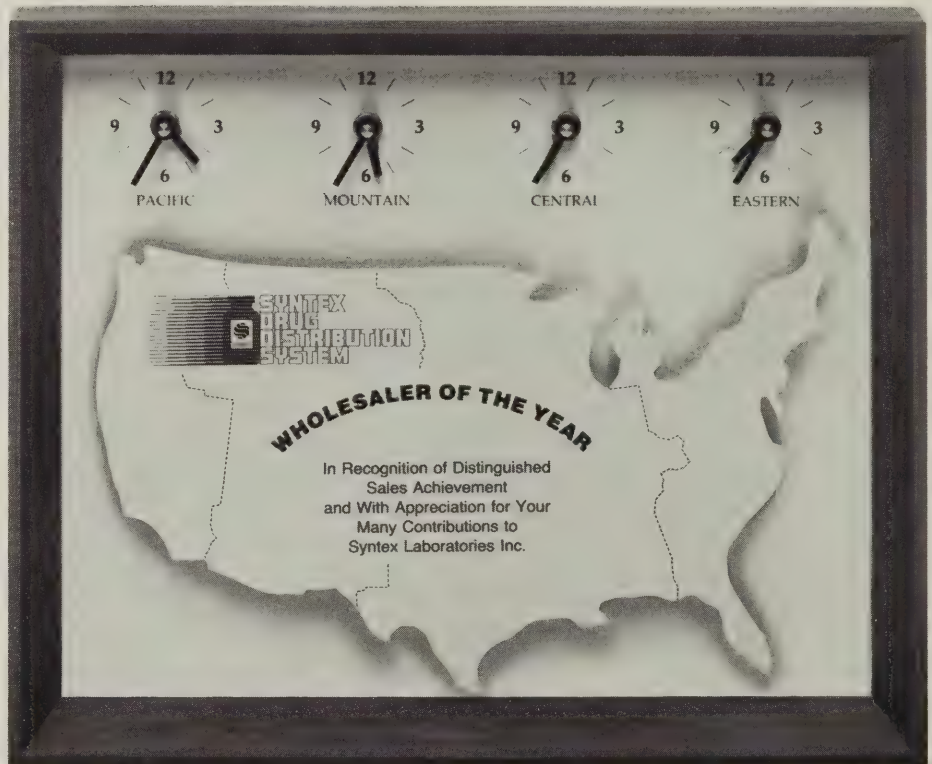 12 12 12 12
9 3 9 3 9 3 9 3
6 6 6 6
PACIFIC MOUNTAIN CENTRAL EASTERN
SYNTEX
DRUG
DISTRIBUTION
SYSTEM
WHOLESALER OF THE YEAR
In Recognition of Distinguished
Sales Achievement
and With Appreciation for Your
Many Contributions to
Syntex Laboratories Inc.